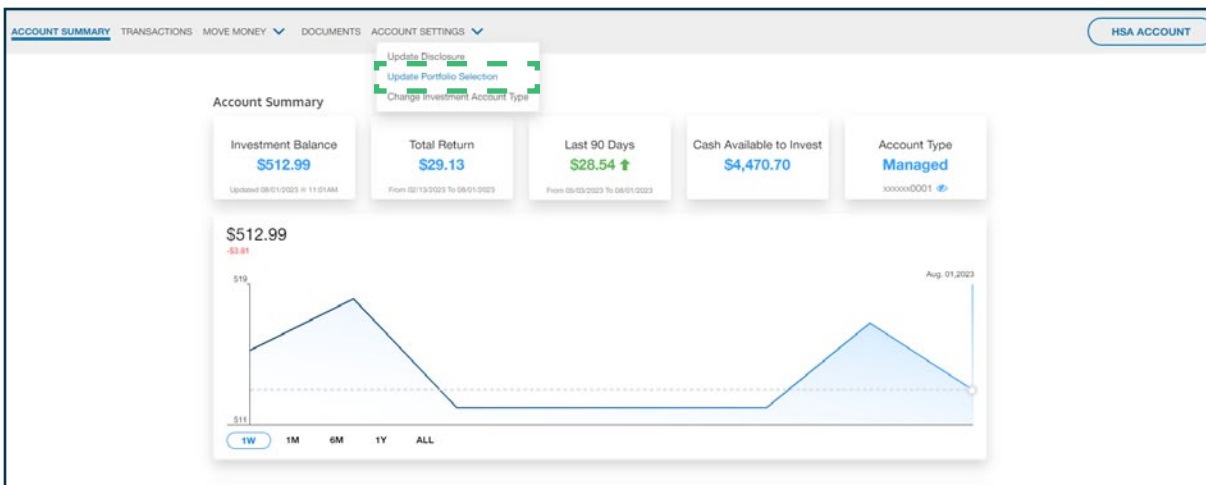 ACCOUNT SUMMARY TRANSACTIONS MOVE MONEY DOCUMENTS ACCOUNT SETTINGS HSA ACCOUNT
Update Disclosure
Update Portfolio Selection
Change Investment Account Type
Account Summary
Investment Balance
$512.99
Updated 08/01/2023 @ 11:01AM
Total Return
$29.13
From 02/13/2023 To 08/01/2023
Last 90 Days
$28.54
From 05/03/2023 To 08/01/2023
Cash Available to Invest
$4,470.70
Account Type
Managed
xxxxxx0001
$512.99
-$3.81
Aug. 01,2023
519
511
1W 1M 6M 1Y ALL